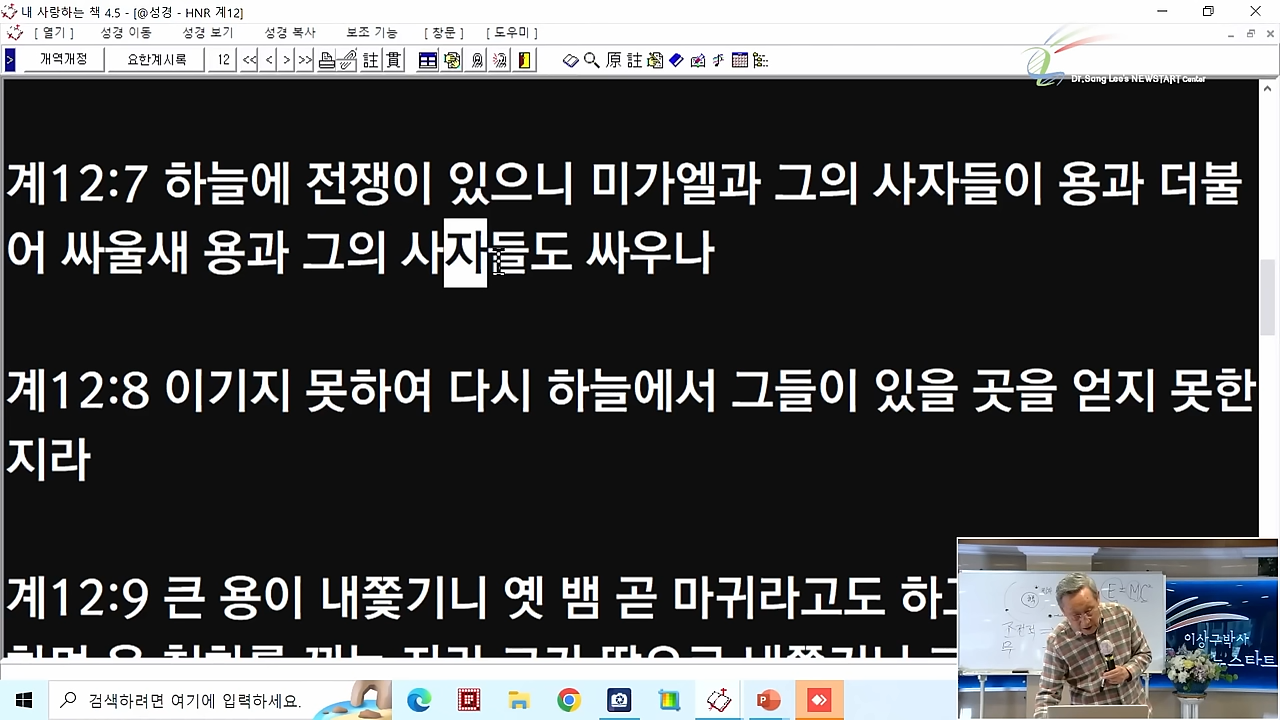 내 사랑하는 책 4.5 - [@성경 - HNR 계12]
[ 열기 ] 성경 이동 성경 보기 성경 복사 보조 기능 [ 창문 ] [ 도우미 ]
> 개역개정 요한계시록 12 << < > >> 註 貫 原 註
Dr.Sang Lee's NEWSTART Center
계12:7 하늘에 전쟁이 있으니 미가엘과 그의 사자들이 용과 더불
어 싸울새 용과 그의 사자들도 싸우나
계12:8 이기지 못하여 다시 하늘에서 그들이 있을 곳을 얻지 못한
지라
계12:9 큰 용이 내쫓기니 옛 뱀 곧 마귀라고도 하고
E=MC²
이상구박사
뉴스타트
검색하려면 여기에 입력하세요.